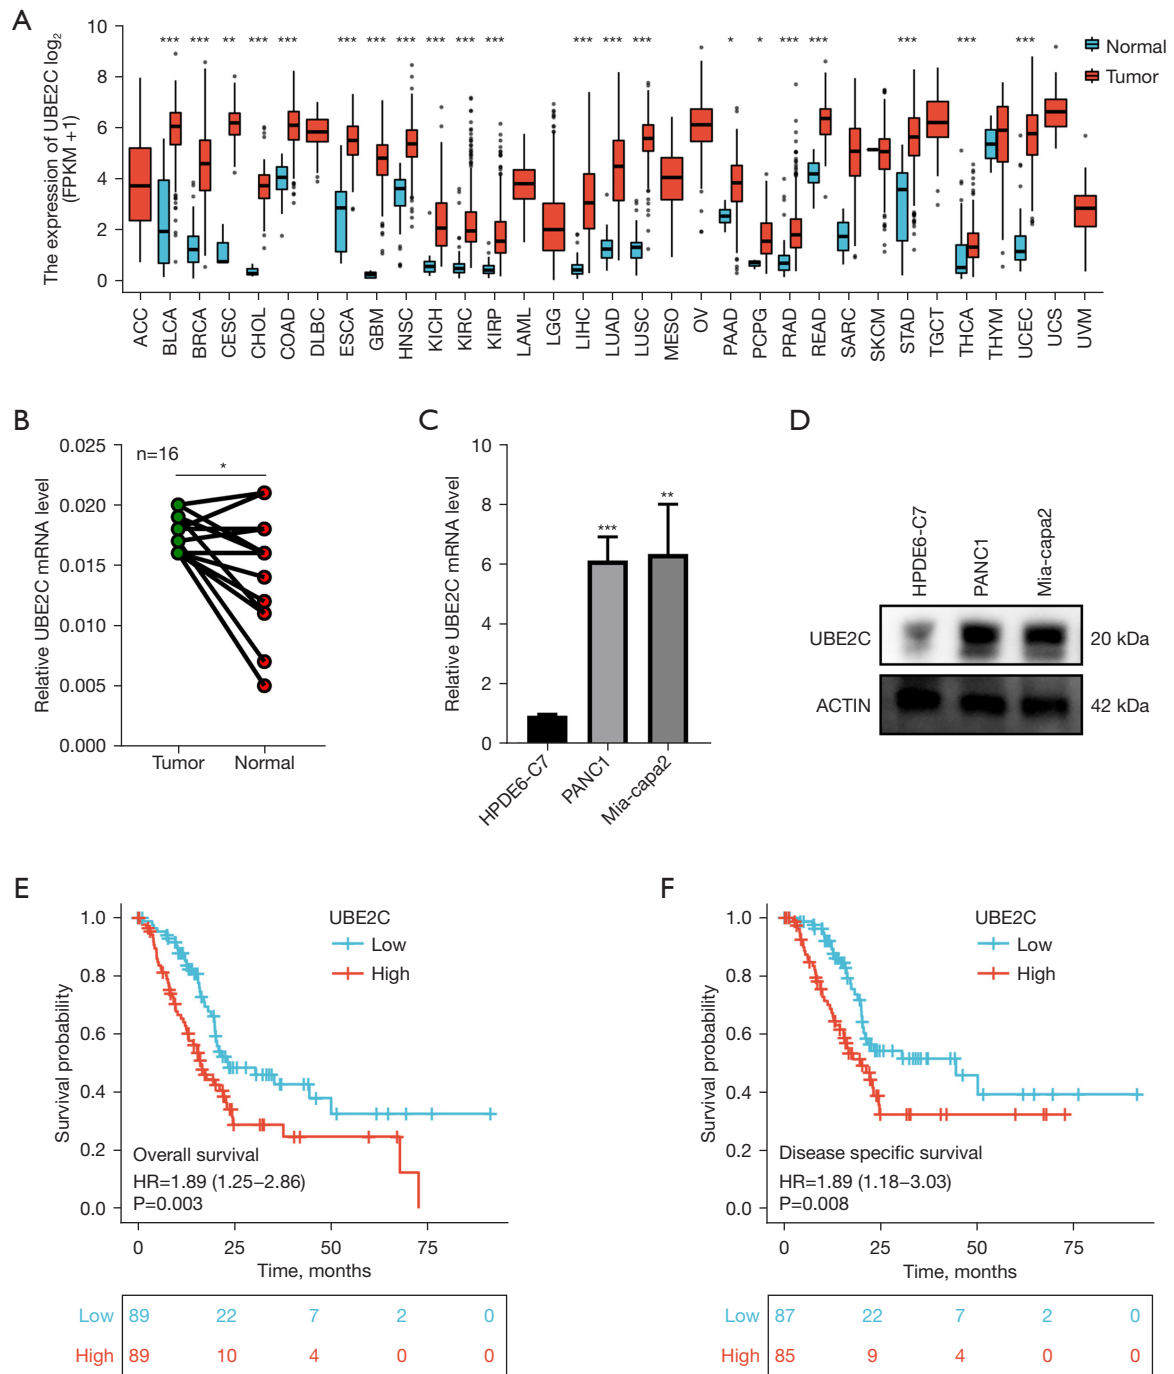 A
The expression of UBE2C log2
(FPKM +1)
10
8
6
4
2
0
*** *** ** *** *** *** *** *** *** *** *** *** *** *** * * *** *** *** *** ***
Normal
Tumor
ACC BLCA BRCA CESC CHOL COAD DLBC ESCA GBM HNSC KICH KIRC KIRP LAML LGG LIHC LUAD LUSC MESO OV PAAD PCPG PRAD READ SARC SKCM STAD TGCT THCA THYM UCEC UCS UVM
B
Relative UBE2C mRNA level
0.025
0.020
0.015
0.010
0.005
0.000
n=16
*
Tumor Normal
C
Relative UBE2C mRNA level
10
8
6
4
2
0
*** **
HPDE6-C7 PANC1 Mia-capa2
D
HPDE6-C7 PANC1 Mia-capa2
UBE2C 20 kDa
ACTIN 42 kDa
E
Survival probability
1.0
0.8
0.6
0.4
0.2
0.0
UBE2C
Low
High
Overall survival
HR=1.89 (1.25–2.86)
P=0.003
0 25 50 75
Time, months
Low 89 22 7 2 0
High 89 10 4 0 0
F
Survival probability
1.0
0.8
0.6
0.4
0.2
0.0
UBE2C
Low
High
Disease specific survival
HR=1.89 (1.18–3.03)
P=0.008
0 25 50 75
Time, months
Low 87 22 7 2 0
High 85 9 4 0 0